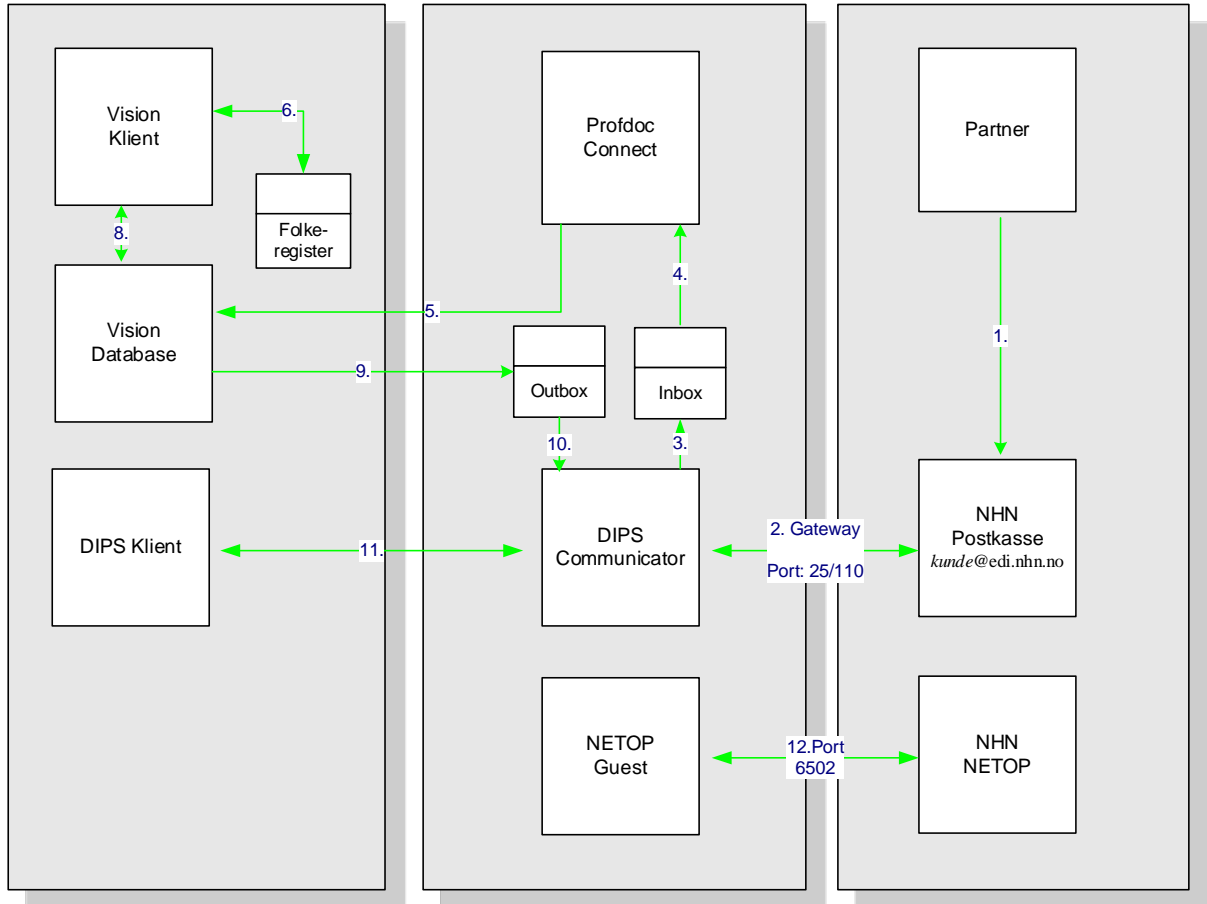 Vision
Klient
6.
Folke-
register
8.
Vision
Database
DIPS Klient
Profdoc
Connect
4.
5.
9.
Outbox
Inbox
10.
3.
DIPS
Communicator
11.
NETOP
Guest
Partner
1.
2. Gateway
Port: 25/110
NHN
Postkasse
kunde@edi.nhn.no
12.Port
6502
NHN
NETOP